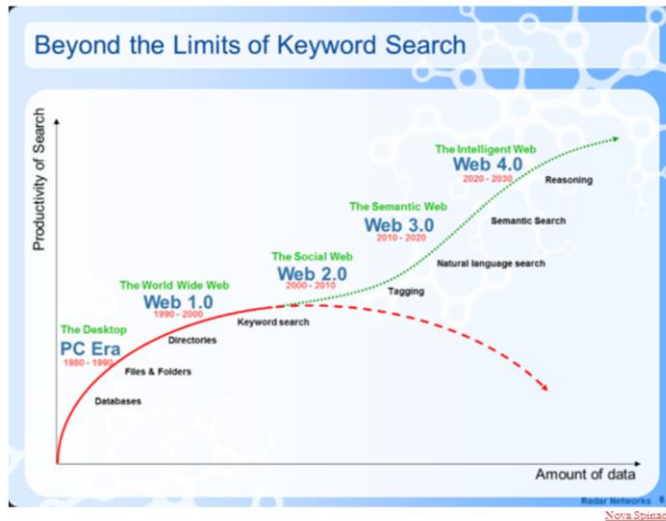 Beyond the Limits of Keyword Search
Productivity of Search
The Intelligent Web
Web 4.0
2020 - 2030
Reasoning
The Semantic Web
Web 3.0
2010 - 2020
Semantic Search
The Social Web
Web 2.0
2000 - 2010
Natural language search
Tagging
The World Wide Web
Web 1.0
1990 - 2000
Keyword search
Directories
The Desktop
PC Era
1980 - 1990
Files & Folders
Databases
Amount of data
Radar Networks 6
Nova